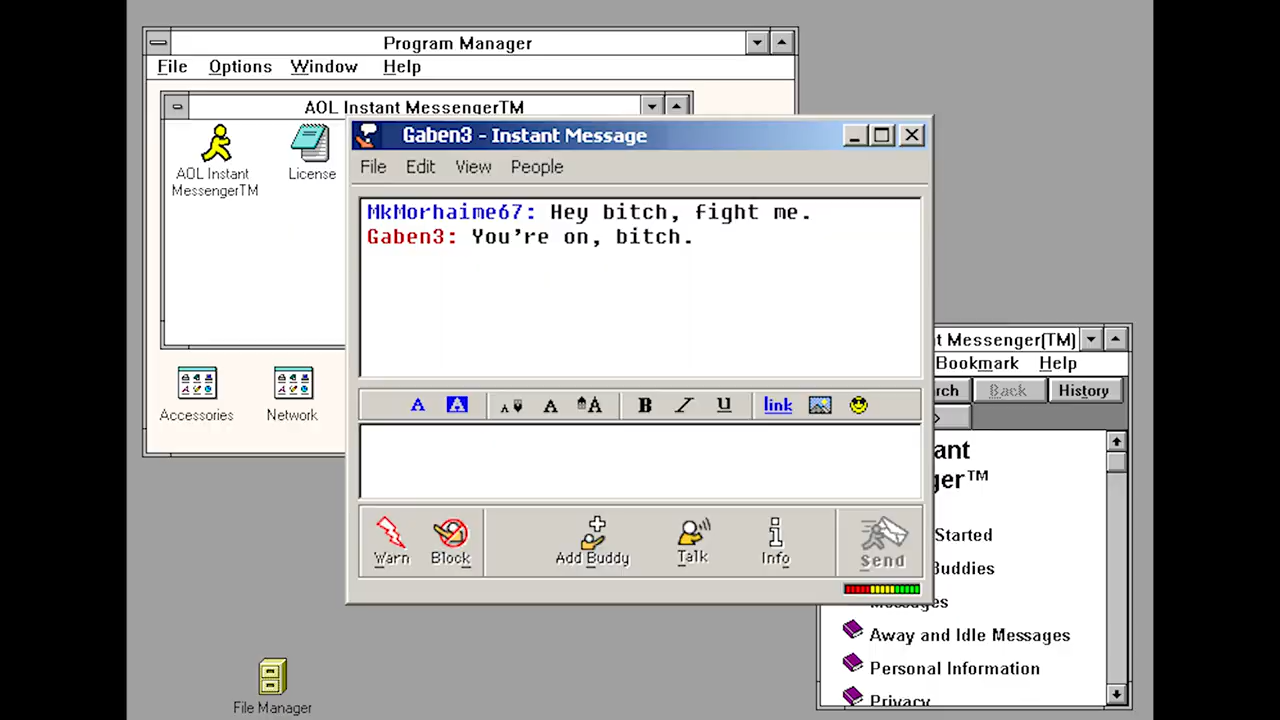 Program Manager
File Options Window Help
AOL Instant MessengerTM
AOL Instant
MessengerTM
License
Accessories
Network
Gaben3 - Instant Message
File Edit View People
MkMorhaime67: Hey bitch, fight me.
Gaben3: You're on, bitch.
A A A A A B I U link
Warn Block Add Buddy Talk Info Send
t Messenger(TM)
Bookmark Help
rch Back History
>
ant
ger™
Started
Buddies
Messages
Away and Idle Messages
Personal Information
Privacy
File Manager